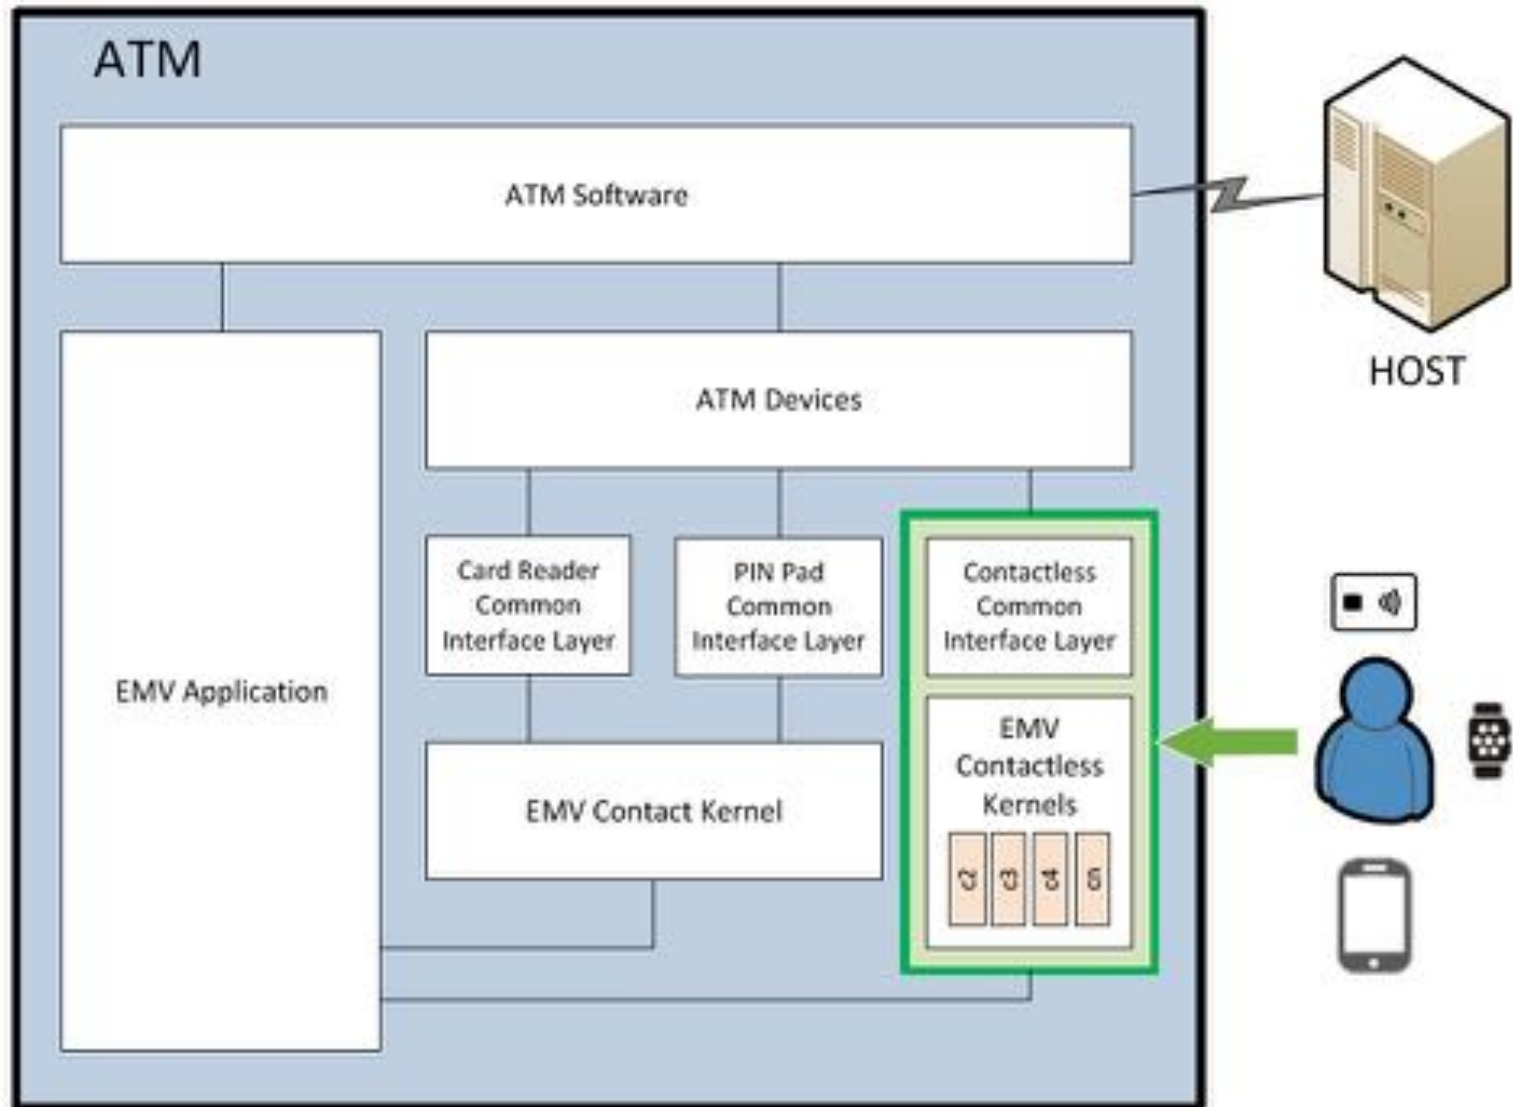 ATM
ATM Software
HOST
ATM Devices
Card Reader
Common
Interface Layer
PIN Pad
Common
Interface Layer
Contactless
Common
Interface Layer
EMV Application
EMV
Contactless
Kernels
EMV Contact Kernel
c2
c3
c4
cn